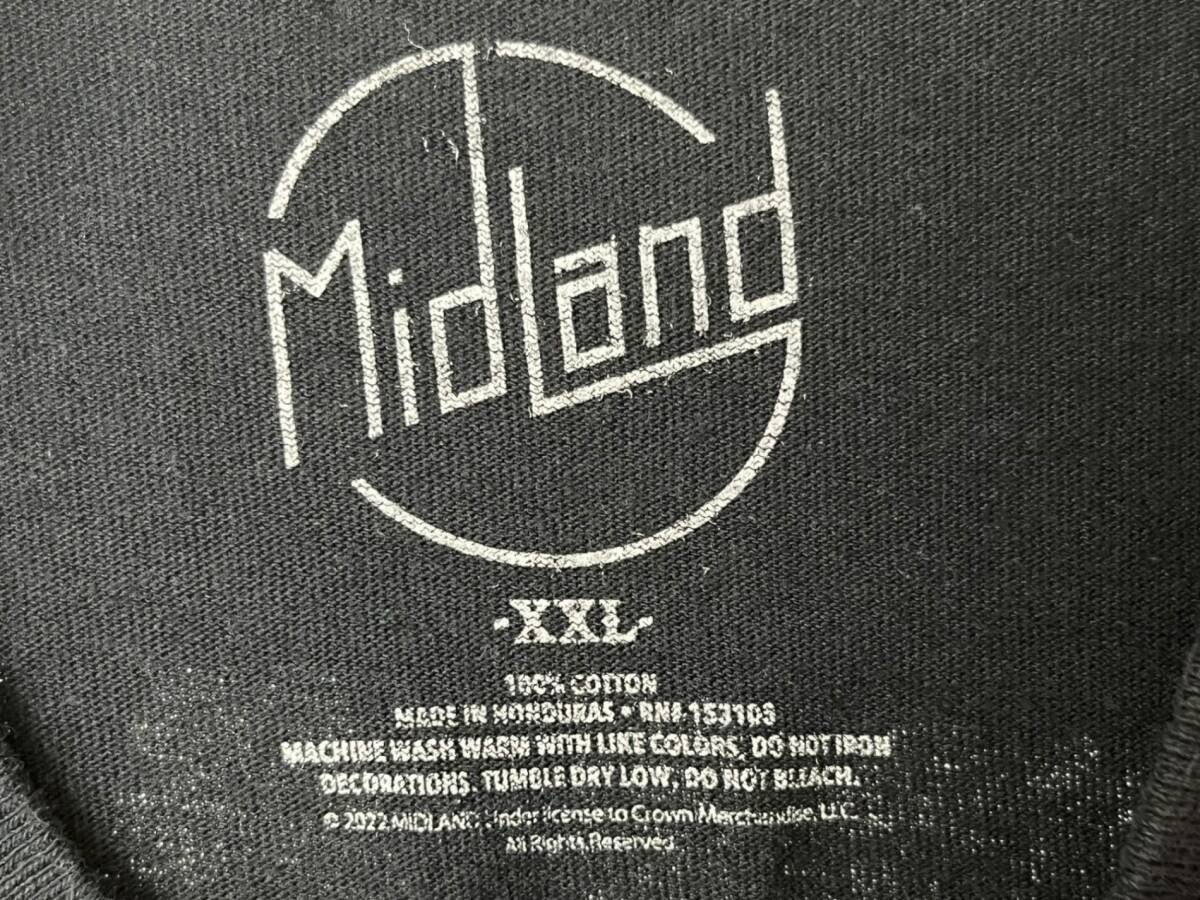 MidLand
-XXL-
100% COTTON
MADE IN HONDURAS • RN# 153103
MACHINE WASH WARM WITH LIKE COLORS, DO NOT IRON
DECORATIONS. TUMBLE DRY LOW, DO NOT BLEACH.
© 2022 MIDLAND Under license to Crown Merchandise, LLC
All Rights Reserved.